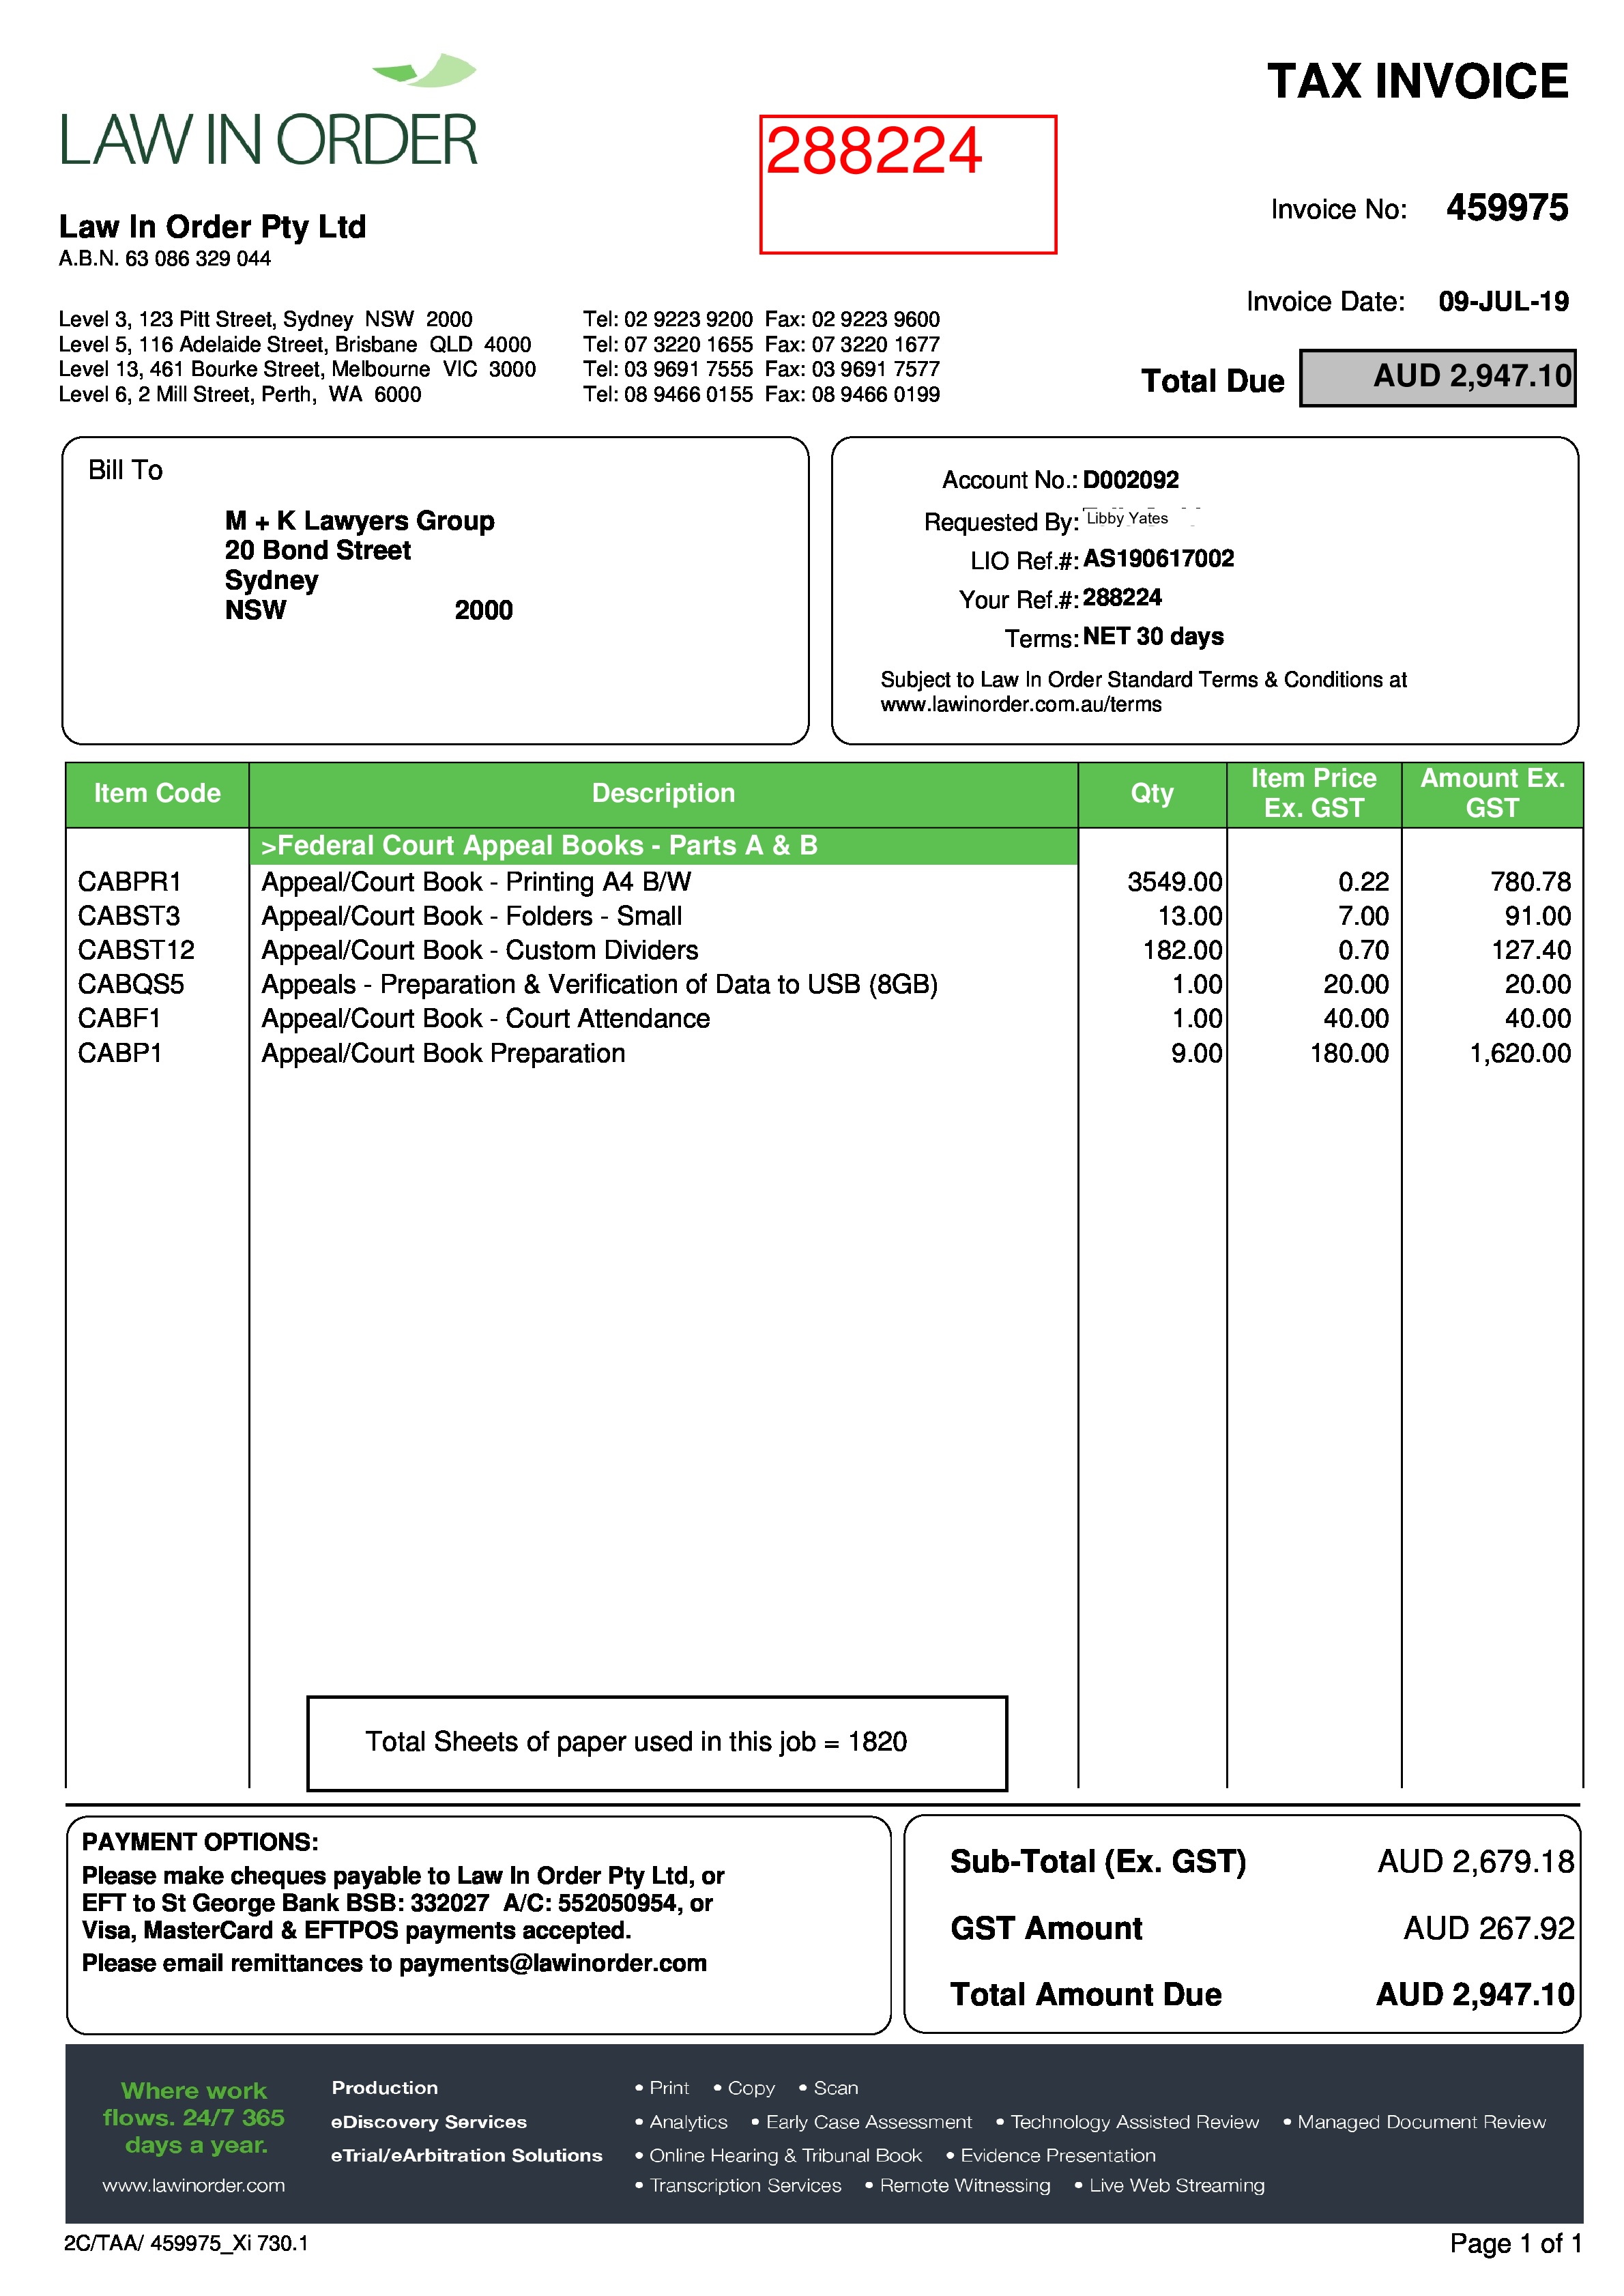 LAW IN ORDER
TAX INVOICE
288224
Invoice No: 459975
Law In Order Pty Ltd
A.B.N. 63 086 329 044
Invoice Date: 09-JUL-19
Level 3, 123 Pitt Street, Sydney NSW 2000 Tel: 02 9223 9200 Fax: 02 9223 9600
Level 5, 116 Adelaide Street, Brisbane QLD 4000 Tel: 07 3220 1655 Fax: 07 3220 1677
Level 13, 461 Bourke Street, Melbourne VIC 3000 Tel: 03 9691 7555 Fax: 03 9691 7577
Level 6, 2 Mill Street, Perth, WA 6000 Tel: 08 9466 0155 Fax: 08 9466 0199
Total Due AUD 2,947.10
Bill To
M + K Lawyers Group
20 Bond Street
Sydney
NSW 2000
Account No.: D002092
Requested By: Libby Yates
LIO Ref.#: AS190617002
Your Ref.#: 288224
Terms: NET 30 days
Subject to Law In Order Standard Terms & Conditions at
www.lawinorder.com.au/terms
Item Code Description Qty Item Price Ex. GST Amount Ex. GST
>Federal Court Appeal Books - Parts A & B
CABPR1 Appeal/Court Book - Printing A4 B/W 3549.00 0.22 780.78
CABST3 Appeal/Court Book - Folders - Small 13.00 7.00 91.00
CABST12 Appeal/Court Book - Custom Dividers 182.00 0.70 127.40
CABQS5 Appeals - Preparation & Verification of Data to USB (8GB) 1.00 20.00 20.00
CABF1 Appeal/Court Book - Court Attendance 1.00 40.00 40.00
CABP1 Appeal/Court Book Preparation 9.00 180.00 1,620.00
Total Sheets of paper used in this job = 1820
PAYMENT OPTIONS:
Please make cheques payable to Law In Order Pty Ltd, or
EFT to St George Bank BSB: 332027 A/C: 552050954, or
Visa, MasterCard & EFTPOS payments accepted.
Please email remittances to payments@lawinorder.com
Sub-Total (Ex. GST) AUD 2,679.18
GST Amount AUD 267.92
Total Amount Due AUD 2,947.10
Where work
flows. 24/7 365
days a year.
www.lawinorder.com
Production • Print • Copy • Scan
eDiscovery Services • Analytics • Early Case Assessment • Technology Assisted Review • Managed Document Review
eTrial/eArbitration Solutions • Online Hearing & Tribunal Book • Evidence Presentation
• Transcription Services • Remote Witnessing • Live Web Streaming
2C/TAA/ 459975_Xi 730.1
Page 1 of 1